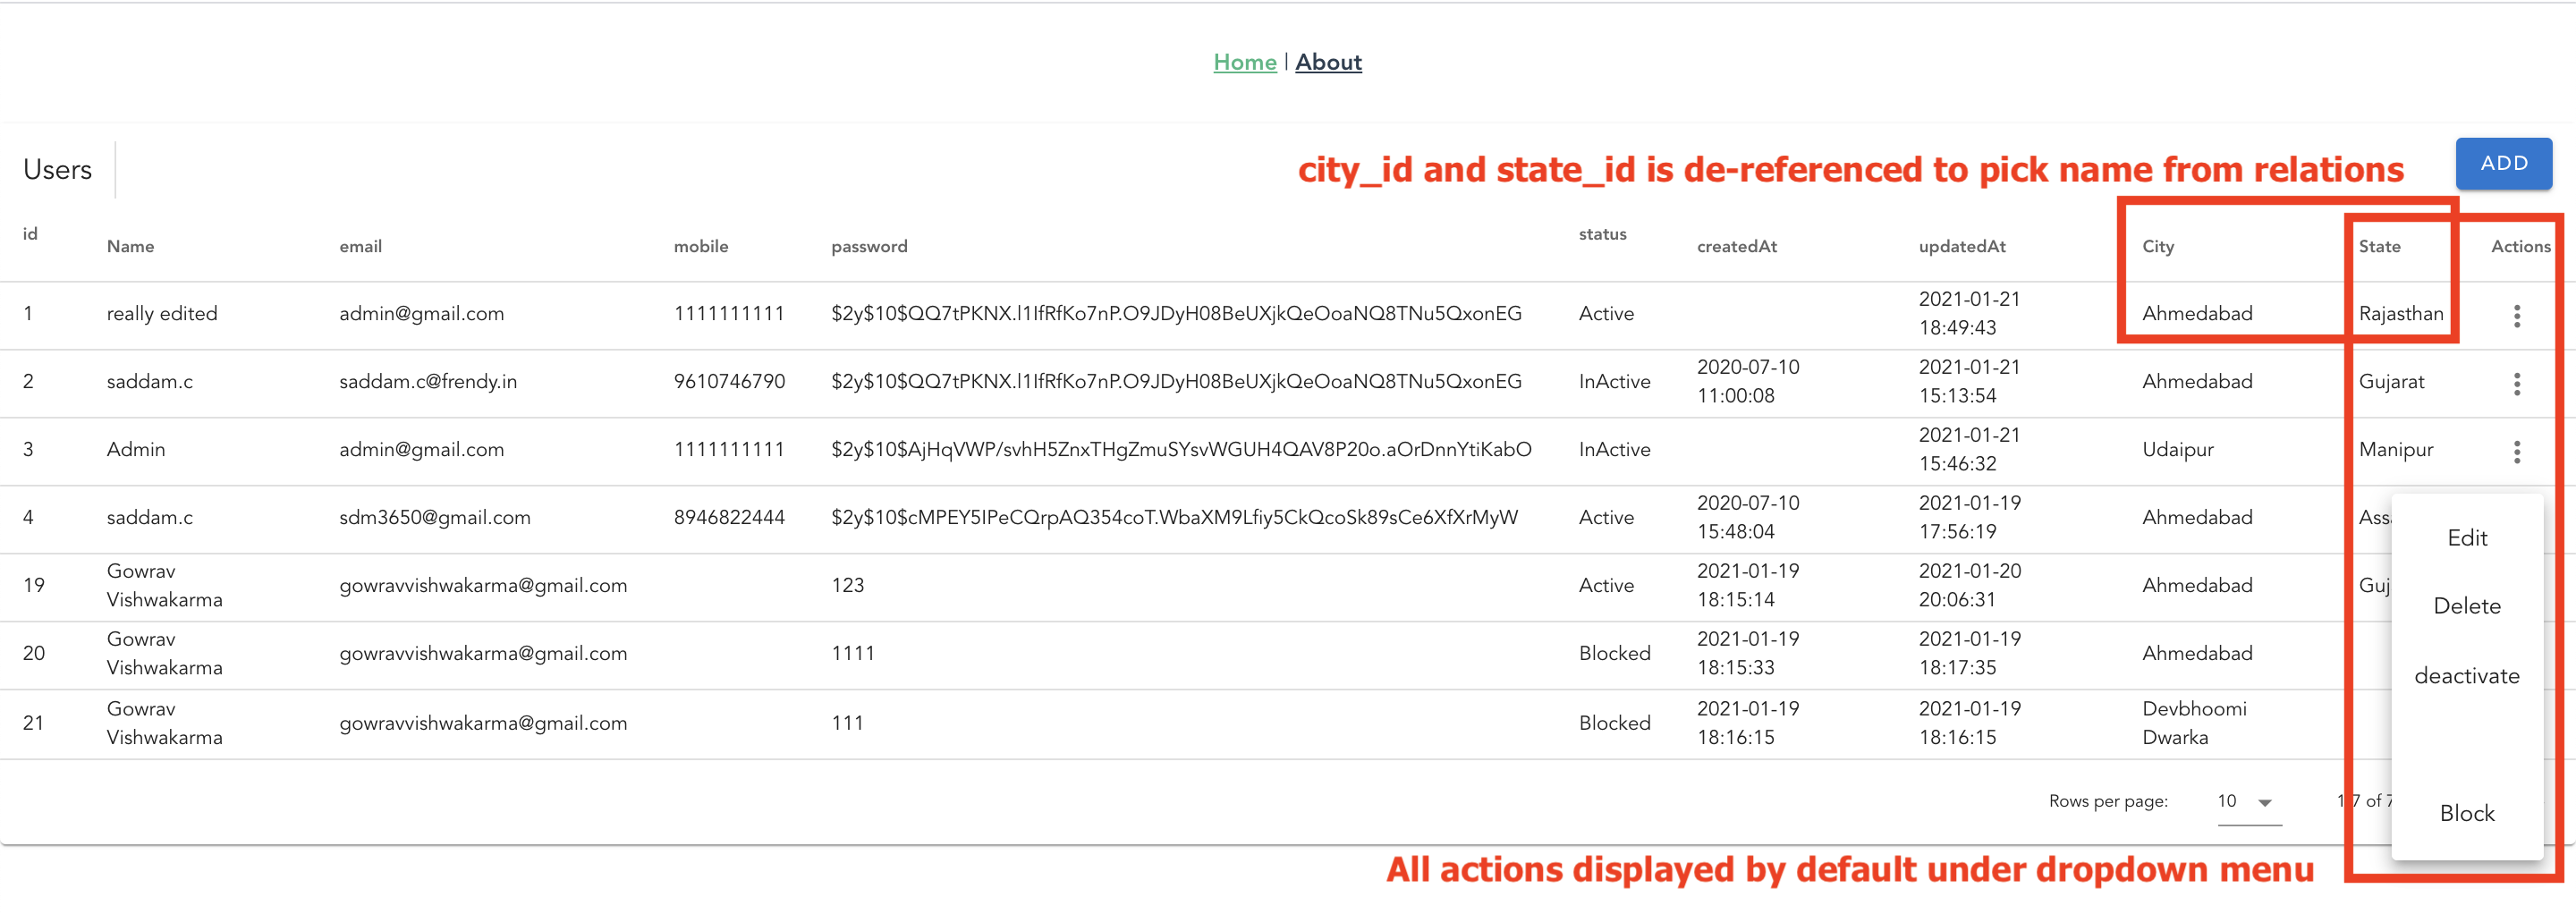 Home | About
Users
city_id and state_id is de-referenced to pick name from relations
ADD
id Name email mobile password status createdAt updatedAt City State Actions
1 really edited admin@gmail.com 1111111111 $2y$10$QQ7tPKNX.l1IfRfKo7nP.O9JDyH08BeUXjkQeOoaNQ8TNu5QxonEG Active 2021-01-21 18:49:43 Ahmedabad Rajasthan
2 saddam.c saddam.c@frendy.in 9610746790 $2y$10$QQ7tPKNX.l1IfRfKo7nP.O9JDyH08BeUXjkQeOoaNQ8TNu5QxonEG InActive 2020-07-10 11:00:08 2021-01-21 15:13:54 Ahmedabad Gujarat
3 Admin admin@gmail.com 1111111111 $2y$10$AjHqVWP/svhH5ZnxTHgZmuSYsvWGUH4QAV8P20o.aOrDnnYtiKabO InActive 2021-01-21 15:46:32 Udaipur Manipur
4 saddam.c sdm3650@gmail.com 8946822444 $2y$10$cMPEY5IPeCQrpAQ354coT.WbaXM9Lfiy5CkQcoSk89sCe6XfXrMyW Active 2020-07-10 15:48:04 2021-01-19 17:56:19 Ahmedabad
19 Gowrav Vishwakarma gowravvishwakarma@gmail.com 123 Active 2021-01-19 18:15:14 2021-01-20 20:06:31 Ahmedabad Guj
20 Gowrav Vishwakarma gowravvishwakarma@gmail.com 1111 Blocked 2021-01-19 18:15:33 2021-01-19 18:17:35 Ahmedabad
21 Gowrav Vishwakarma gowravvishwakarma@gmail.com 111 Blocked 2021-01-19 18:16:15 2021-01-19 18:16:15 Devbhoomi Dwarka
Edit
Delete
deactivate
Block
Rows per page: 10 1-7 of 7
All actions displayed by default under dropdown menu